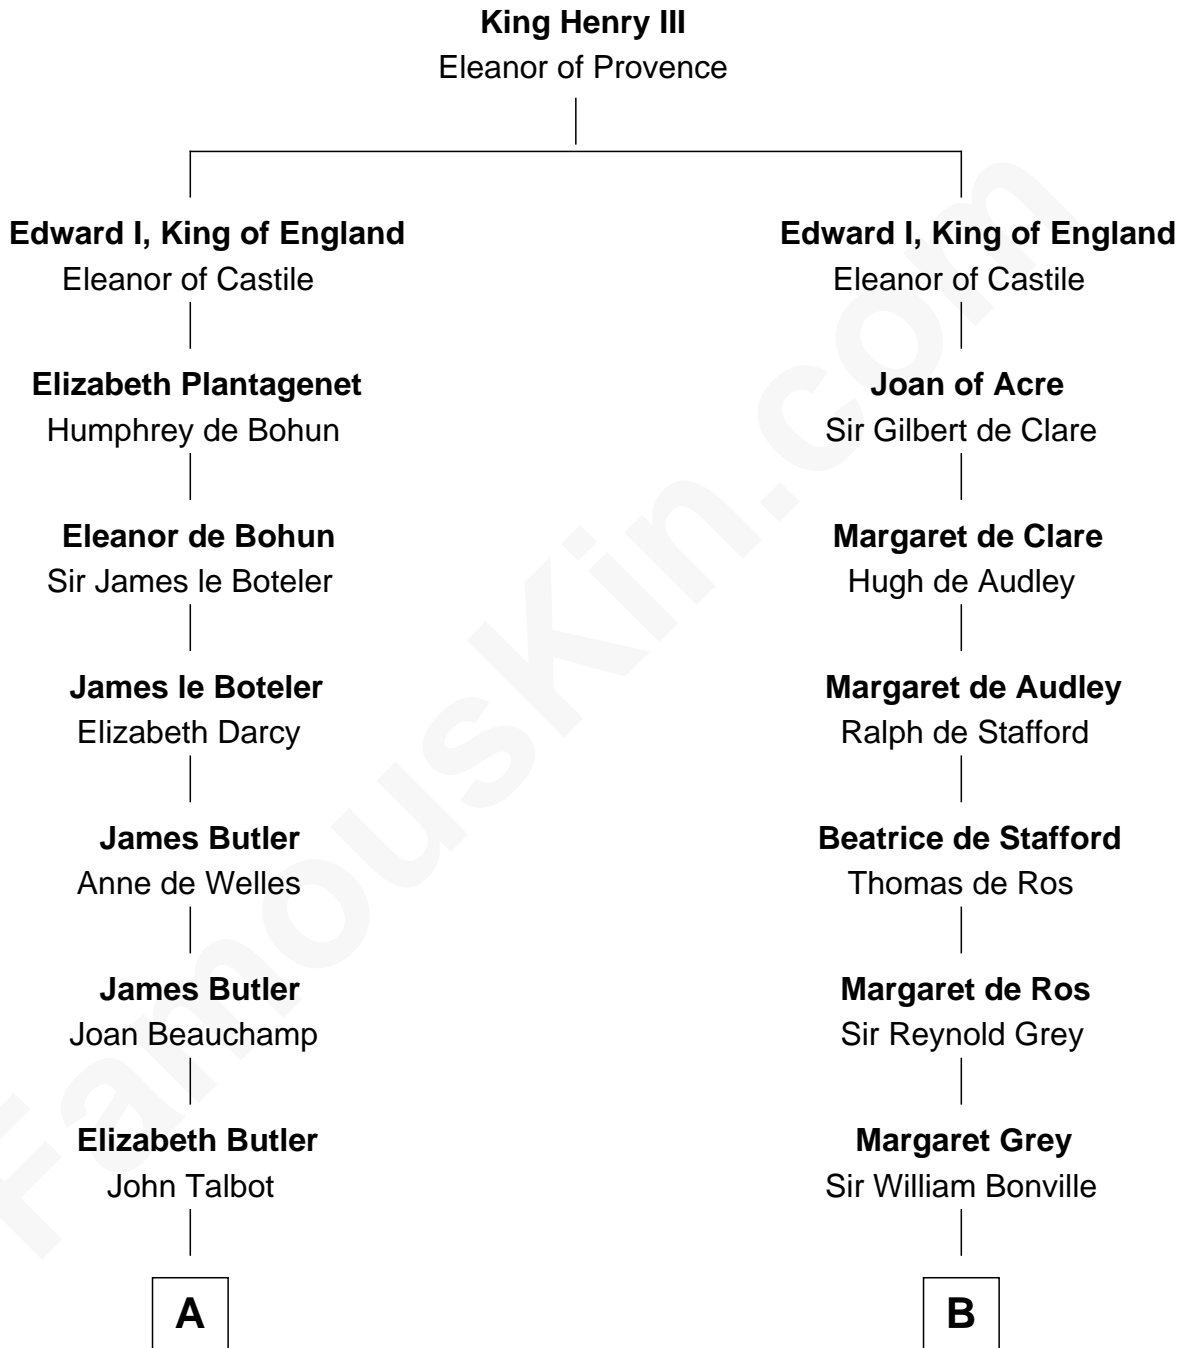 King Henry III
Eleanor of Provence
Edward I, King of England
Eleanor of Castile
Edward I, King of England
Eleanor of Castile
Elizabeth Plantagenet
Humphrey de Bohun
Joan of Acre
Sir Gilbert de Clare
Eleanor de Bohun
Sir James le Boteler
Margaret de Clare
Hugh de Audley
James le Boteler
Elizabeth Darcy
Margaret de Audley
Ralph de Stafford
James Butler
Anne de Welles
Beatrice de Stafford
Thomas de Ros
James Butler
Joan Beauchamp
Margaret de Ros
Sir Reynold Grey
Elizabeth Butler
John Talbot
Margaret Grey
Sir William Bonville
A
B
FamousKin.com